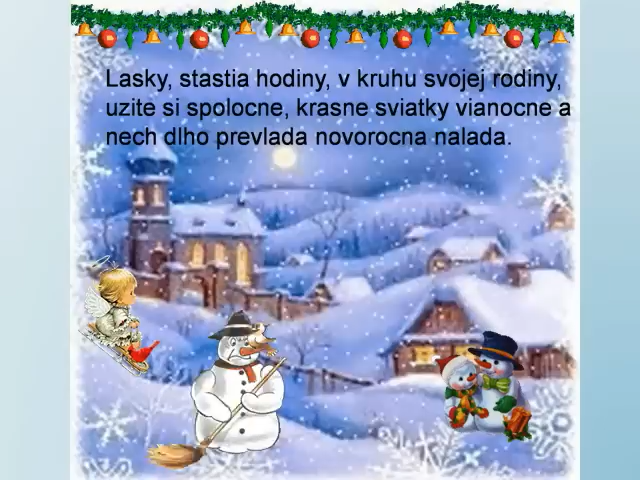 Lasky, stastia hodiny, v kruhu svojej rodiny,
uzite si spolocne, krasne sviatky vianocne a
nech dlho prevlada novorocna nalada.